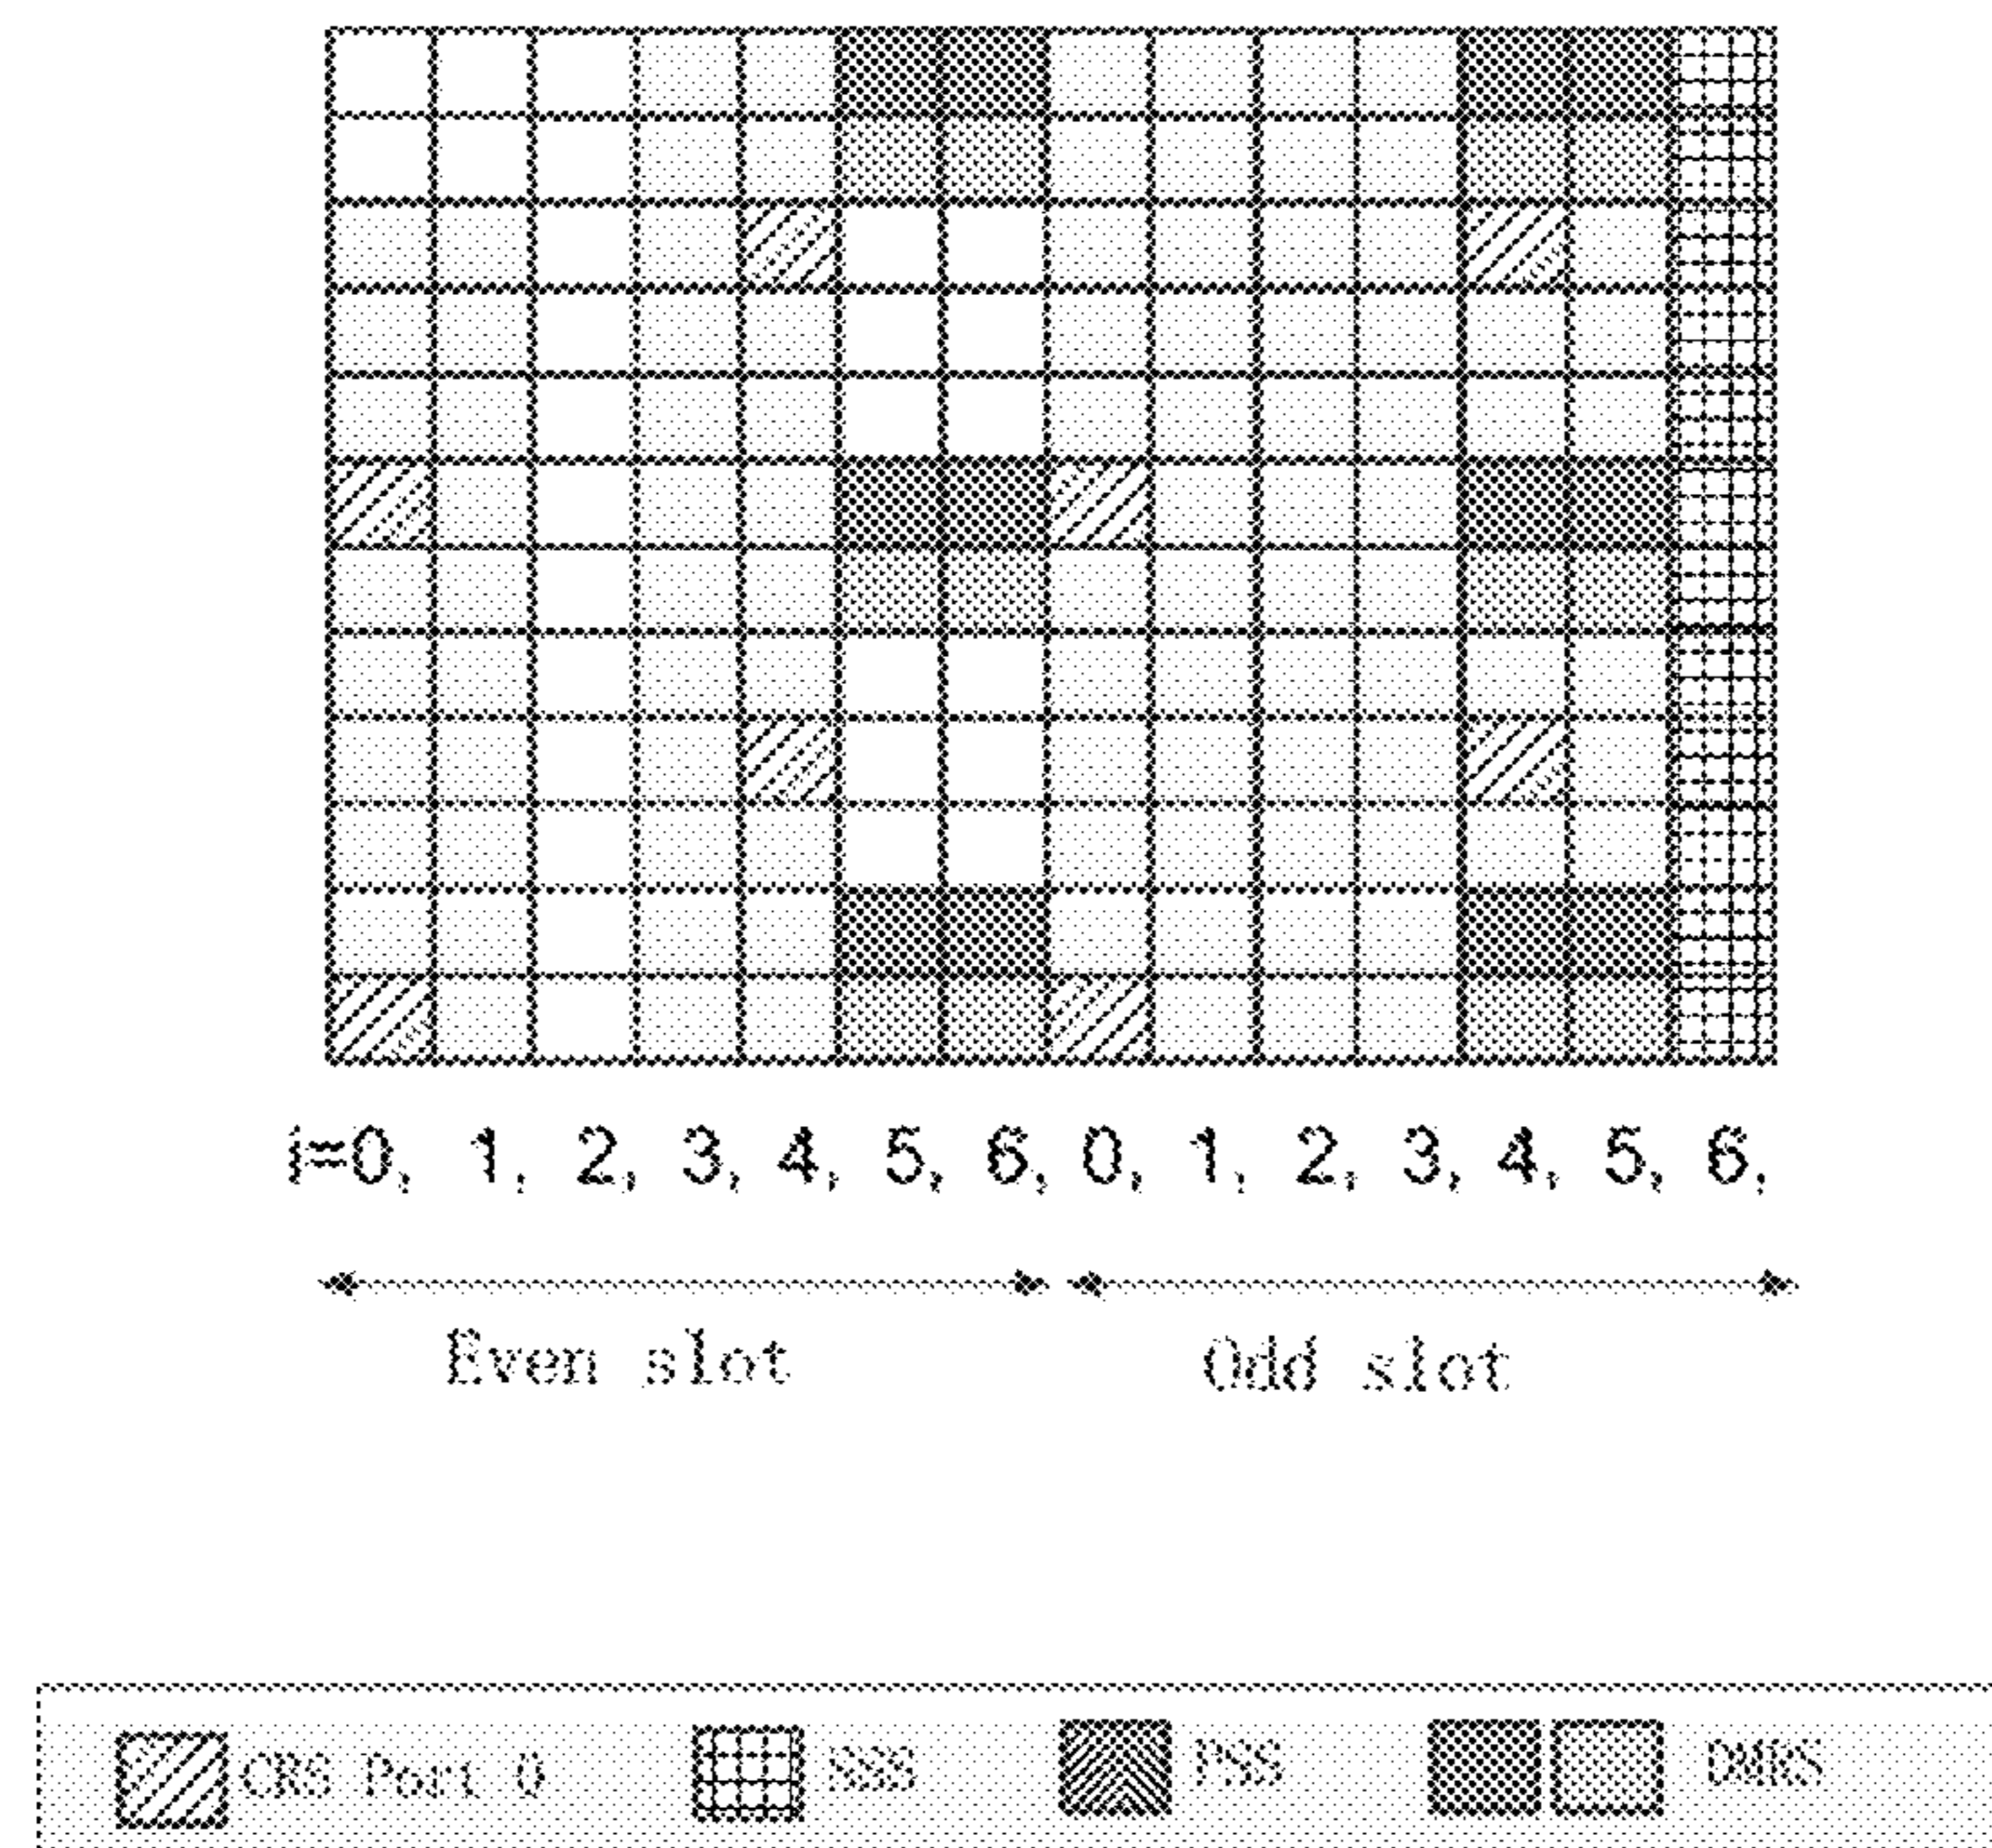 i=0, 1, 2, 3, 4, 5, 6, 0, 1, 2, 3, 4, 5, 6,
Even slot Odd slot
CRS Port 0 SSS PSS DMRS